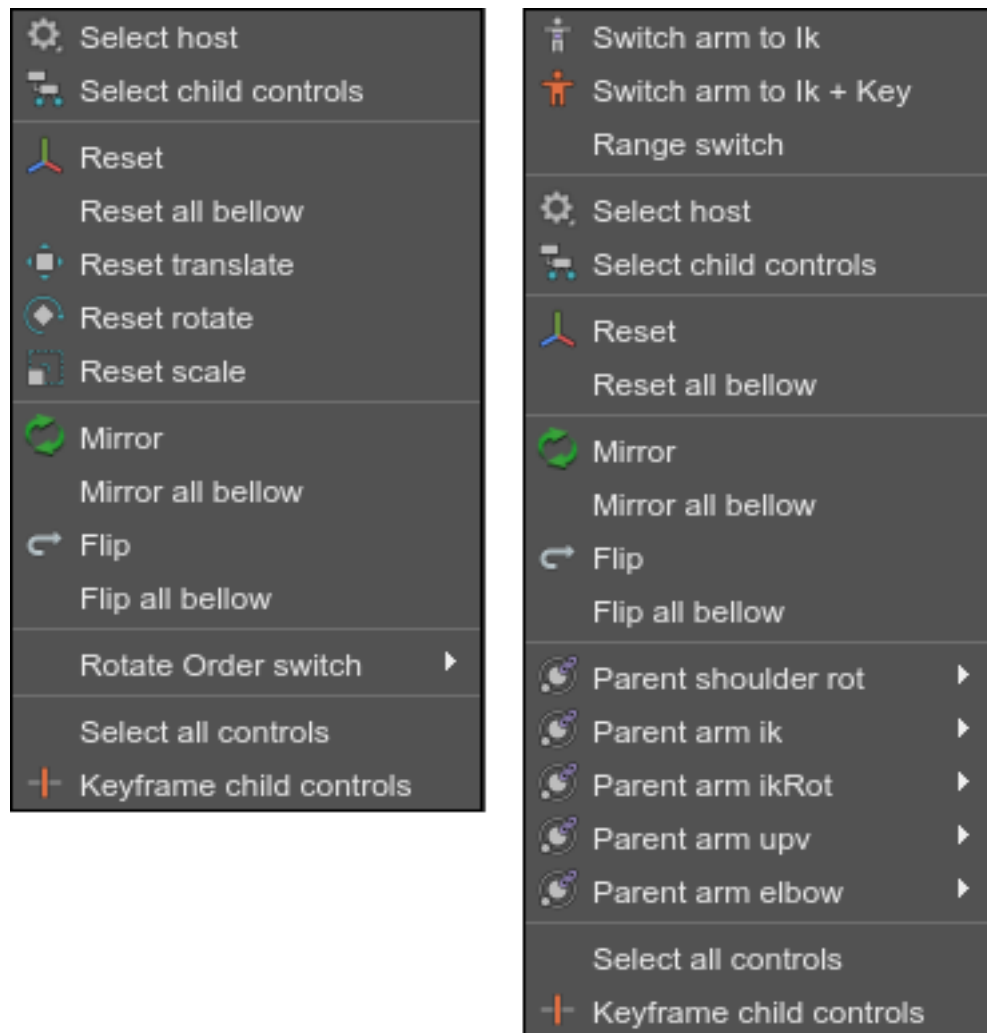 Select host
Select child controls
Reset
Reset all bellow
Reset translate
Reset rotate
Reset scale
Mirror
Mirror all bellow
Flip
Flip all bellow
Rotate Order switch
Select all controls
Keyframe child controls
Switch arm to Ik
Switch arm to Ik + Key
Range switch
Select host
Select child controls
Reset
Reset all bellow
Mirror
Mirror all bellow
Flip
Flip all bellow
Parent shoulder rot
Parent arm ik
Parent arm ikRot
Parent arm upv
Parent arm elbow
Select all controls
Keyframe child controls